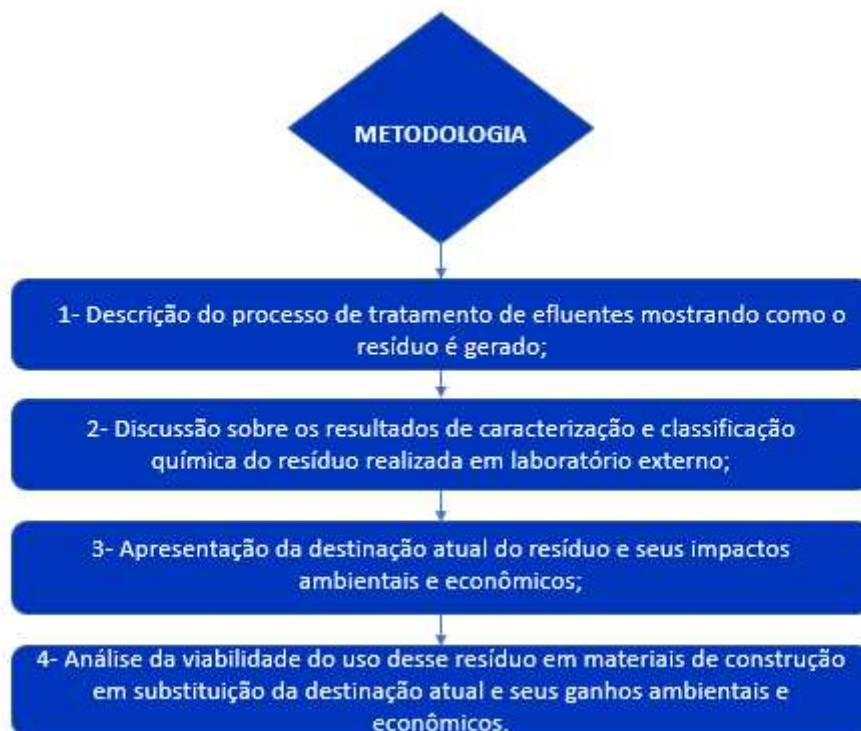 METODOLOGIA
1- Descrição do processo de tratamento de efluentes mostrando como o
resíduo é gerado;
2- Discussão sobre os resultados de caracterização e classificação
química do resíduo realizada em laboratório externo;
3- Apresentação da destinação atual do resíduo e seus impactos
ambientais e econômicos;
4- Análise da viabilidade do uso desse resíduo em materiais de construção
em substituição da destinação atual e seus ganhos ambientais e
econômicos.